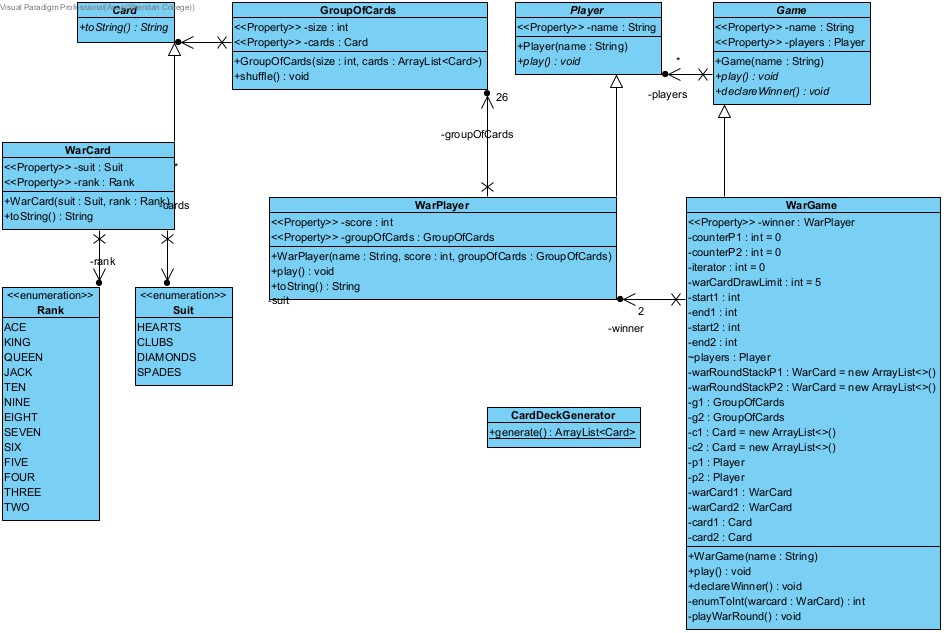 Visual Paradigm Professional(
Sheridan College))
Card
+toString() : String
GroupOfCards
<<Property>> -size : int
<<Property>> -cards : Card
+GroupOfCards(size : int, cards : ArrayList<Card>)
+shuffle() : void
Player
<<Property>> -name : String
+Player(name : String)
+play() : void
Game
<<Property>> -name : String
<<Property>> -players : Player
+Game(name : String)
+play() : void
+declareWinner() : void
*
-players
26
-groupOfCards
WarCard
<<Property>> -suit : Suit
<<Property>> -rank : Rank
+WarCard(suit : Suit, rank : Rank)
+toString() : String
*
-cards
-rank
<<enumeration>>
Rank
ACE
KING
QUEEN
JACK
TEN
NINE
EIGHT
SEVEN
SIX
FIVE
FOUR
THREE
TWO
<<enumeration>>
Suit
HEARTS
CLUBS
DIAMONDS
SPADES
WarPlayer
<<Property>> -score : int
<<Property>> -groupOfCards : GroupOfCards
+WarPlayer(name : String, score : int, groupOfCards : GroupOfCards)
+play() : void
+toString() : String
-suit
2
-winner
CardDeckGenerator
+generate() : ArrayList<Card>
WarGame
<<Property>> -winner : WarPlayer
-counterP1 : int = 0
-counterP2 : int = 0
-iterator : int = 0
-warCardDrawLimit : int = 5
-start1 : int
-end1 : int
-start2 : int
-end2 : int
~players : Player
-warRoundStackP1 : WarCard = new ArrayList<>()
-warRoundStackP2 : WarCard = new ArrayList<>()
-g1 : GroupOfCards
-g2 : GroupOfCards
-c1 : Card = new ArrayList<>()
-c2 : Card = new ArrayList<>()
-p1 : Player
-p2 : Player
-warCard1 : WarCard
-warCard2 : WarCard
-card1 : Card
-card2 : Card
+WarGame(name : String)
+play() : void
+declareWinner() : void
-enumToInt(warcard : WarCard) : int
-playWarRound() : void